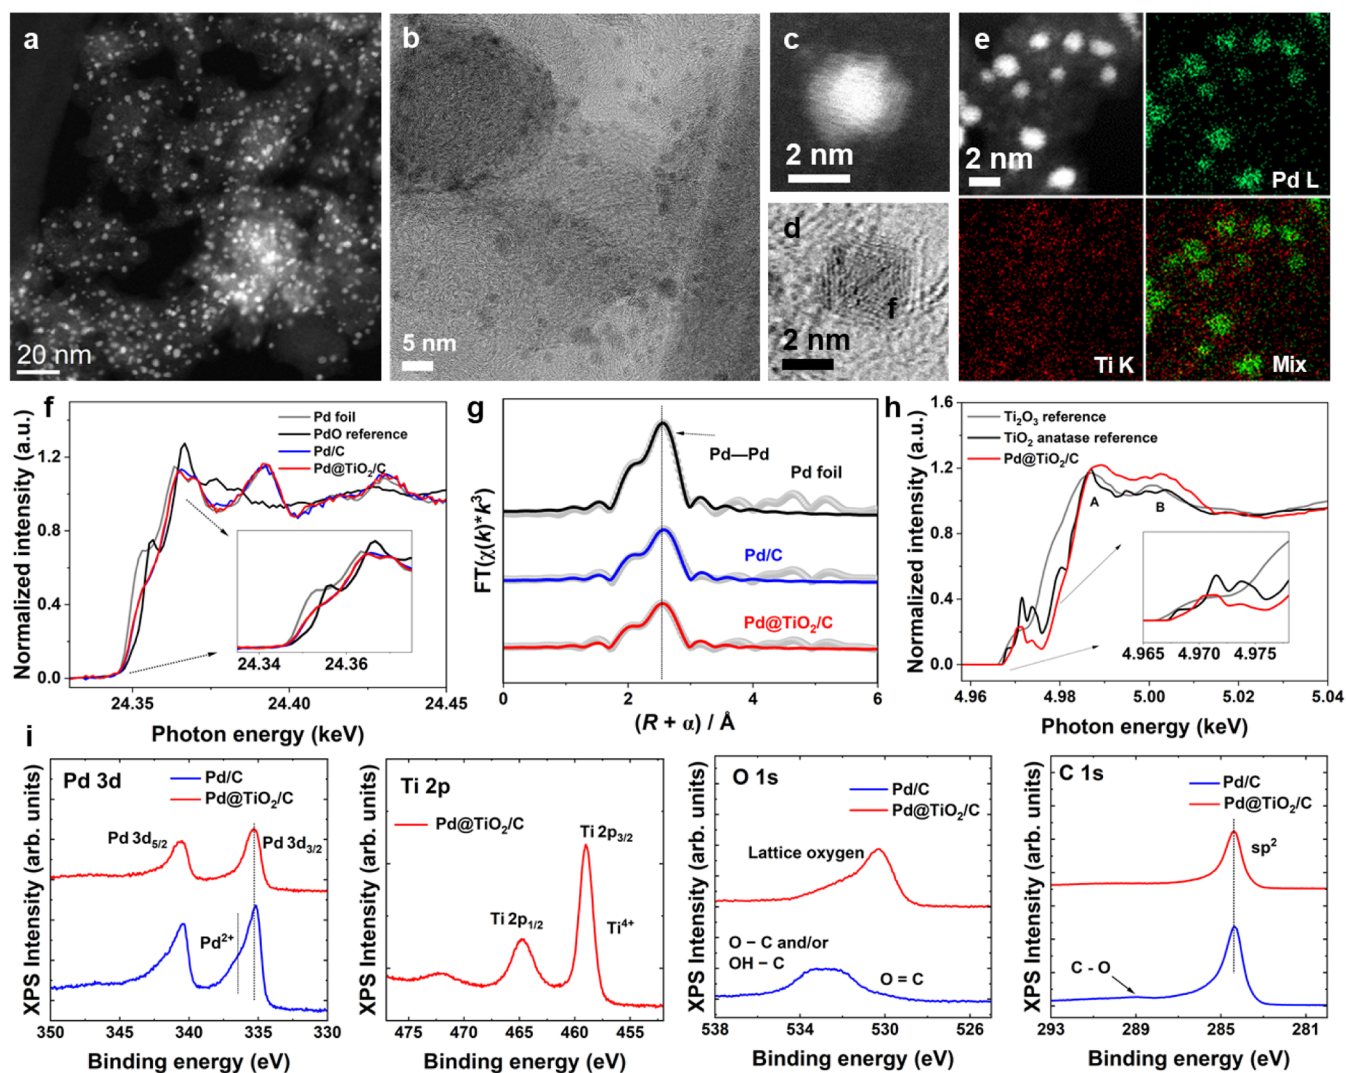 a
20 nm
b
5 nm
c
2 nm
d
f
2 nm
e
2 nm
Pd L
Ti K
Mix
f
Normalized intensity (a.u.)
1.2
0.8
0.4
0.0
Pd foil
PdO reference
Pd/C
Pd@TiO₂/C
24.34 24.36
24.35 24.40 24.45
Photon energy (keV)
g
FT(χ(k)*k³)
Pd—Pd
Pd foil
Pd/C
Pd@TiO₂/C
0 2 4 6
(R + α) / Å
h
Normalized intensity (a.u.)
1.6
1.2
0.8
0.4
0.0
Ti₂O₃ reference
TiO₂ anatase reference
Pd@TiO₂/C
A
B
4.965 4.970 4.975
4.96 4.98 5.00 5.02 5.04
Photon energy (keV)
i
XPS Intensity (arb. units)
Pd 3d
Pd/C
Pd@TiO₂/C
Pd 3d₅/₂
Pd 3d₃/₂
Pd²⁺
350 345 340 335 330
Binding energy (eV)
XPS Intensity (arb. units)
Ti 2p
Pd@TiO₂/C
Ti 2p₃/₂
Ti 2p₁/₂
Ti⁴⁺
475 470 465 460 455
Binding energy (eV)
XPS Intensity (arb. units)
O 1s
Pd/C
Pd@TiO₂/C
Lattice oxygen
O – C and/or
OH – C
O = C
538 534 530 525
Binding energy (eV)
XPS Intensity (arb. units)
C 1s
Pd/C
Pd@TiO₂/C
sp²
C - O
293 289 285 281
Binding energy (eV)